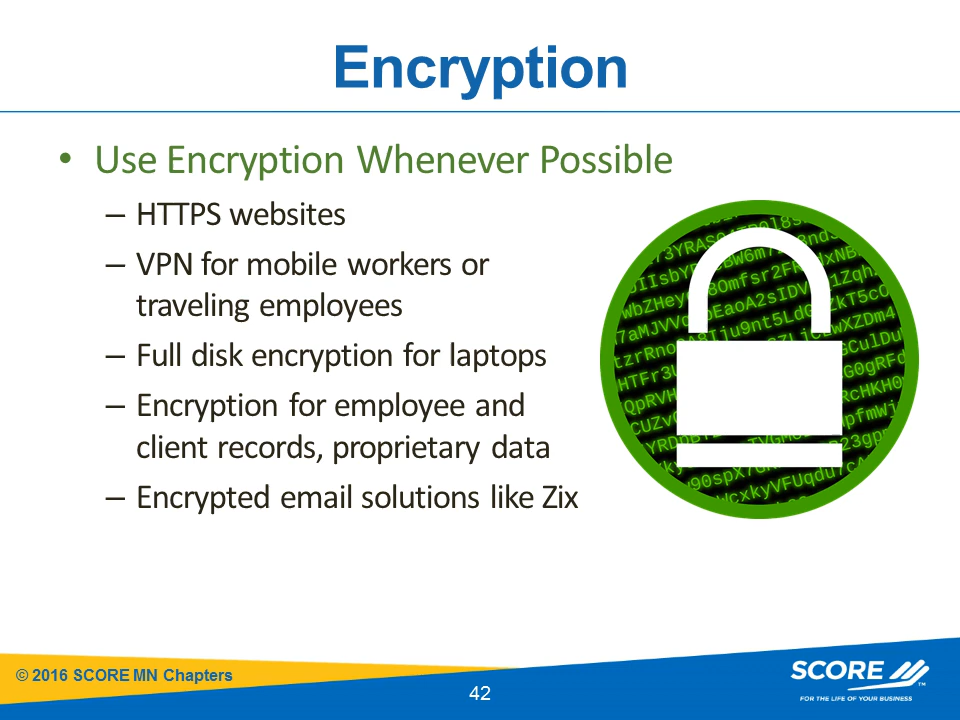 Encryption
• Use Encryption Whenever Possible
– HTTPS websites
– VPN for mobile workers or
traveling employees
– Full disk encryption for laptops
– Encryption for employee and
client records, proprietary data
– Encrypted email solutions like Zix
© 2016 SCORE MN Chapters
42
SCORE
™
FOR THE LIFE OF YOUR BUSINESS